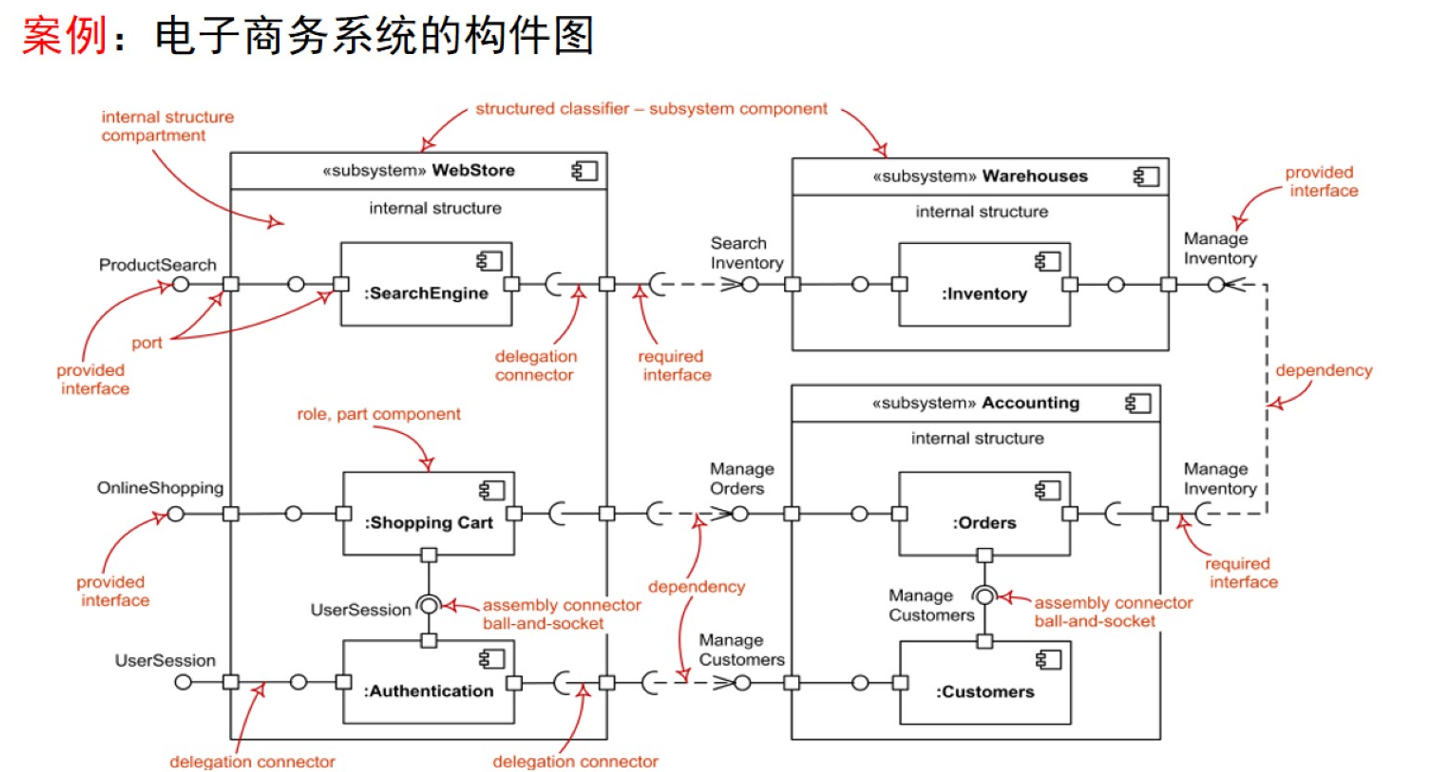 案例：电子商务系统的构件图
structured classifier – subsystem component
internal structure
compartment
«subsystem» WebStore
internal structure
«subsystem» Warehouses
internal structure
provided
interface
ProductSearch
:SearchEngine
Search
Inventory
:Inventory
Manage
Inventory
port
provided
interface
delegation
connector
required
interface
dependency
role, part component
«subsystem» Accounting
internal structure
OnlineShopping
:Shopping Cart
Manage
Orders
:Orders
Manage
Inventory
provided
interface
dependency
required
interface
UserSession
assembly connector
ball-and-socket
Manage
Customers
assembly connector
ball-and-socket
UserSession
:Authentication
Manage
Customers
:Customers
delegation connector
delegation connector